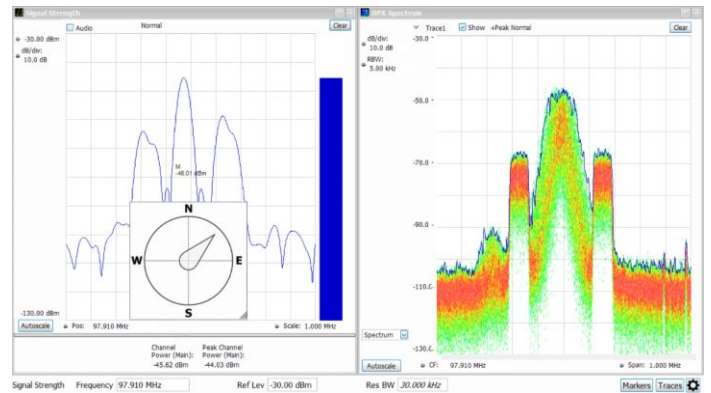 Signal Strength
Audio
Normal
Clear
-30.00 dBm
dB/div:
10.0 dB
M
-46.01 dBm
N
W
E
S
-130.00 dBm
Autoscale
Pos: 97.910 MHz
Scale: 1.000 MHz
Channel
Power (Main):
-45.62 dBm
Peak Channel
Power (Main):
-44.03 dBm
DPX Spectrum
Trace1
Show
+Peak Normal
Clear
dB/div:
10.0 dB
RBW:
5.00 kHz
-30.0
-50.0
-70.0
-90.0
-110.0
-130.0
Spectrum
Autoscale
CF: 97.910 MHz
Span: 1.000 MHz
Signal Strength Frequency 97.910 MHz Ref Lev -30.00 dBm Res BW 30.000 kHz Markers Traces